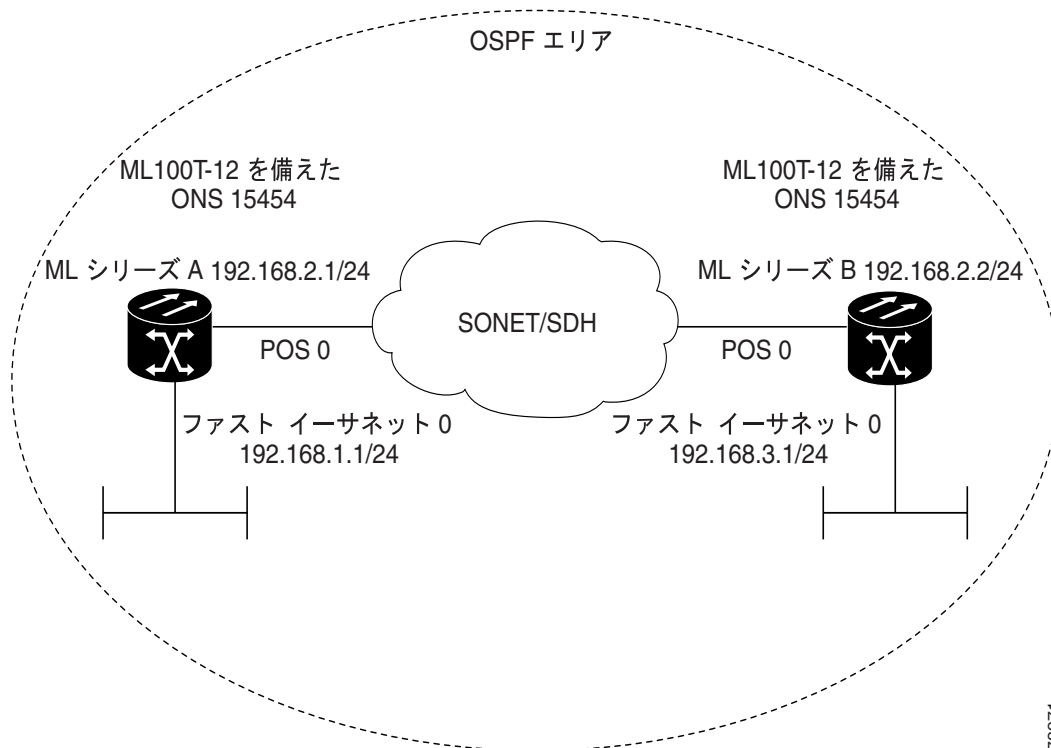 OSPF エリア
ML100T-12 を備えた
ONS 15454
ML100T-12 を備えた
ONS 15454
ML シリーズ A 192.168.2.1/24
ML シリーズ B 192.168.2.2/24
SONET/SDH
POS 0
POS 0
ファスト イーサネット 0
192.168.1.1/24
ファスト イーサネット 0
192.168.3.1/24